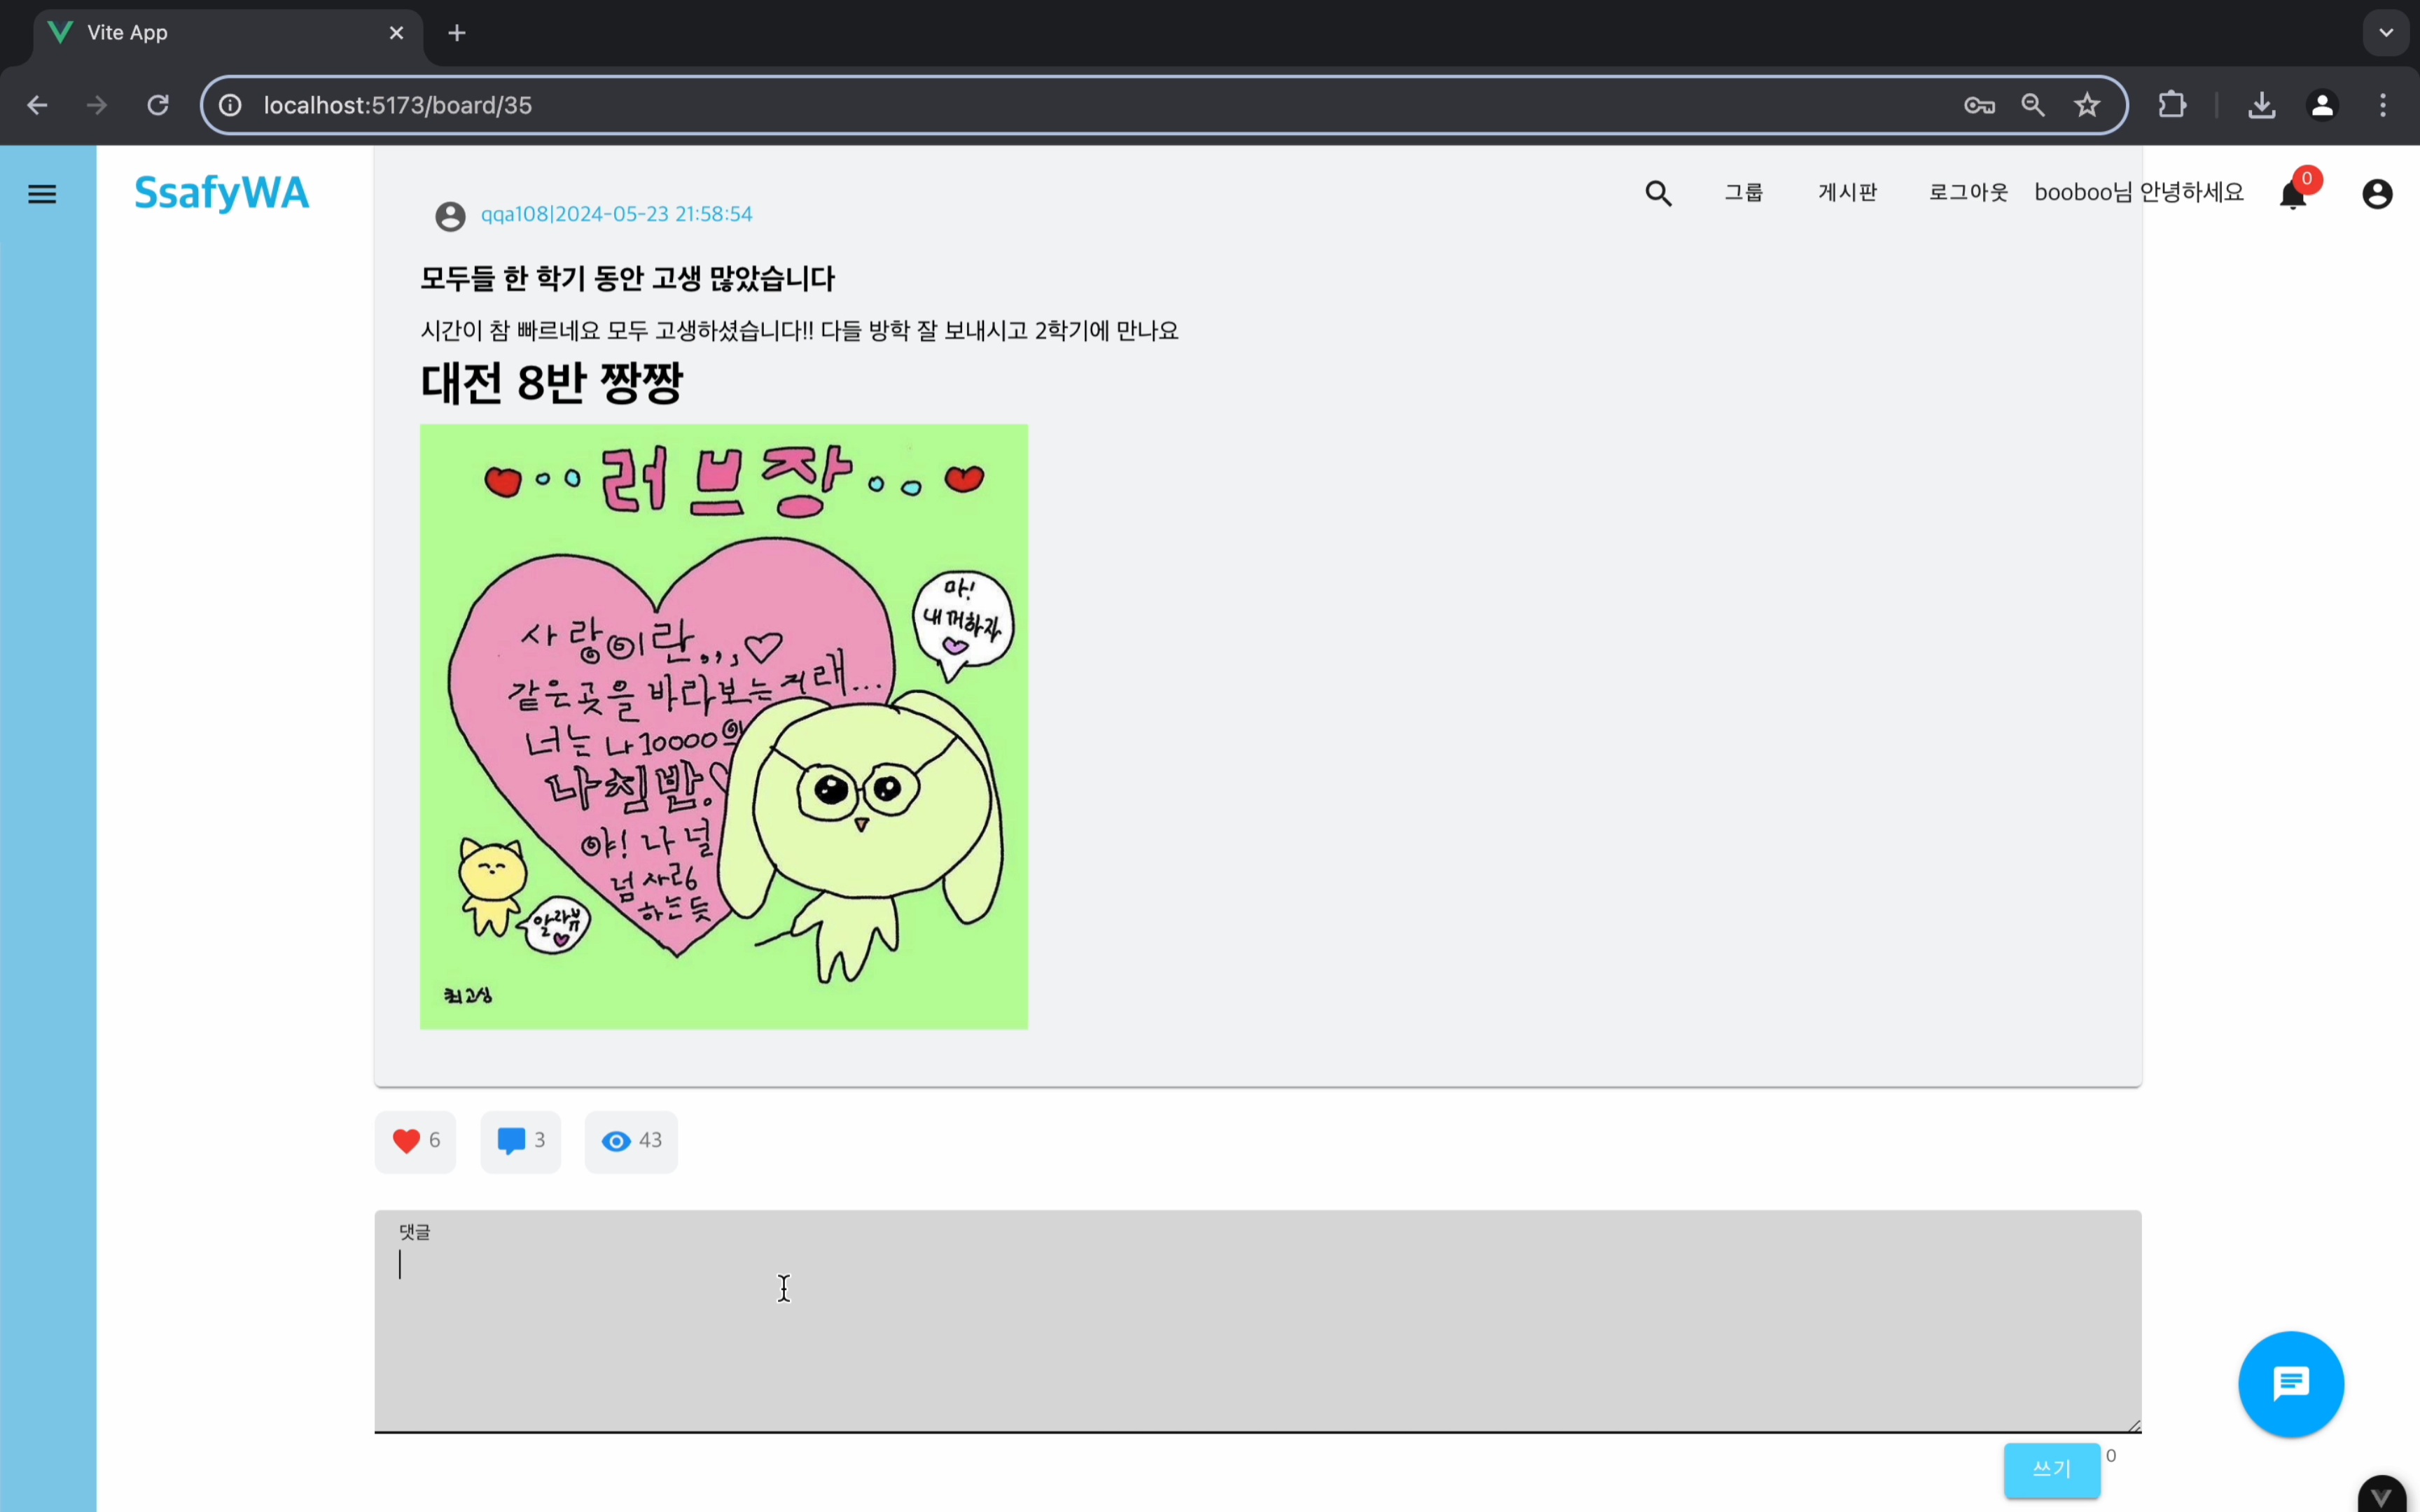 Vite App
localhost:5173/board/35
SsafyWA
그룹
게시판
로그아웃
booboo님 안녕하세요
0
qqa108|2024-05-23 21:58:54
모두들 한 학기 동안 고생 많았습니다
시간이 참 빠르네요 모두 고생하셨습니다!! 다들 방학 잘 보내시고 2학기에 만나요
대전 8반 짱짱
러브장
마!
내꺼하자
사랑이란,,,♡
같은곳을 바라보는거래...
너는 나10000의
나침반.
야! 나 널
넘 사랑
하는듯
알라뷰
최고심
6
3
43
댓글
쓰기
0